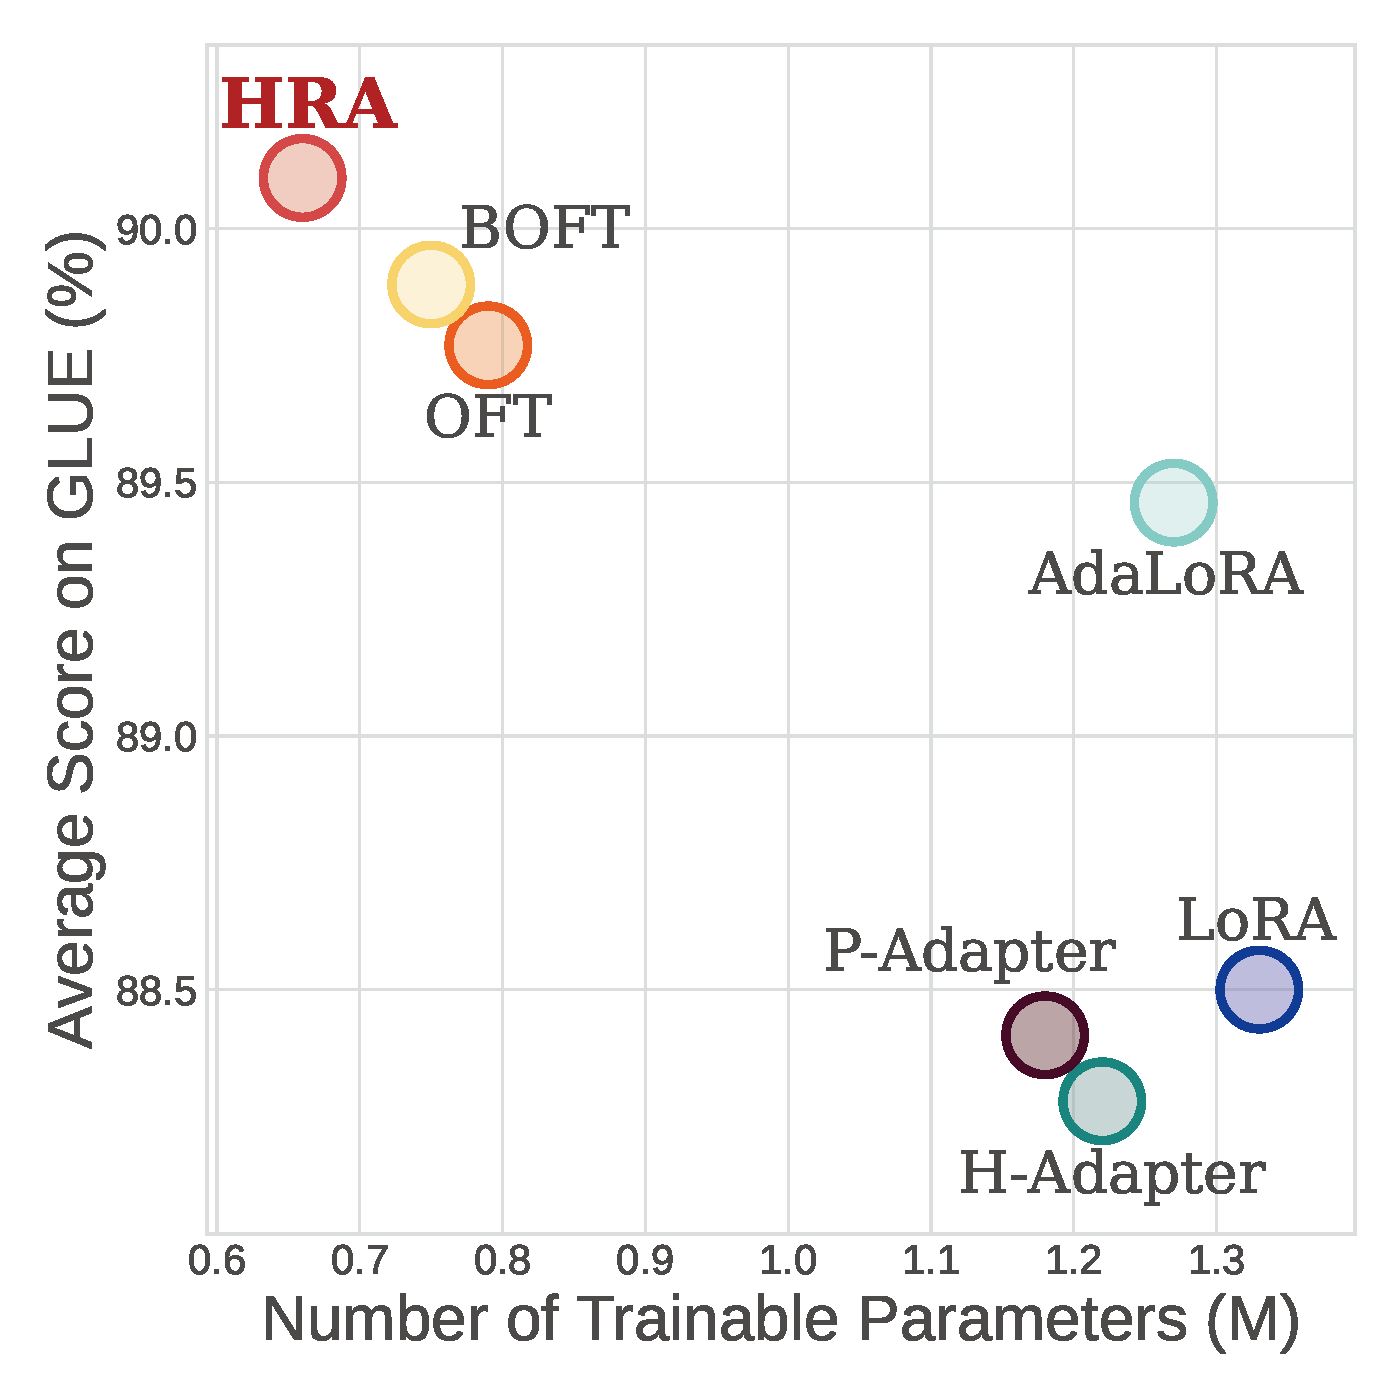 HRA
BOFT
OFT
AdaLoRA
LoRA
P-Adapter
H-Adapter
Average Score on GLUE (%)
90.0
89.5
89.0
88.5
0.6 0.7 0.8 0.9 1.0 1.1 1.2 1.3
Number of Trainable Parameters (M)